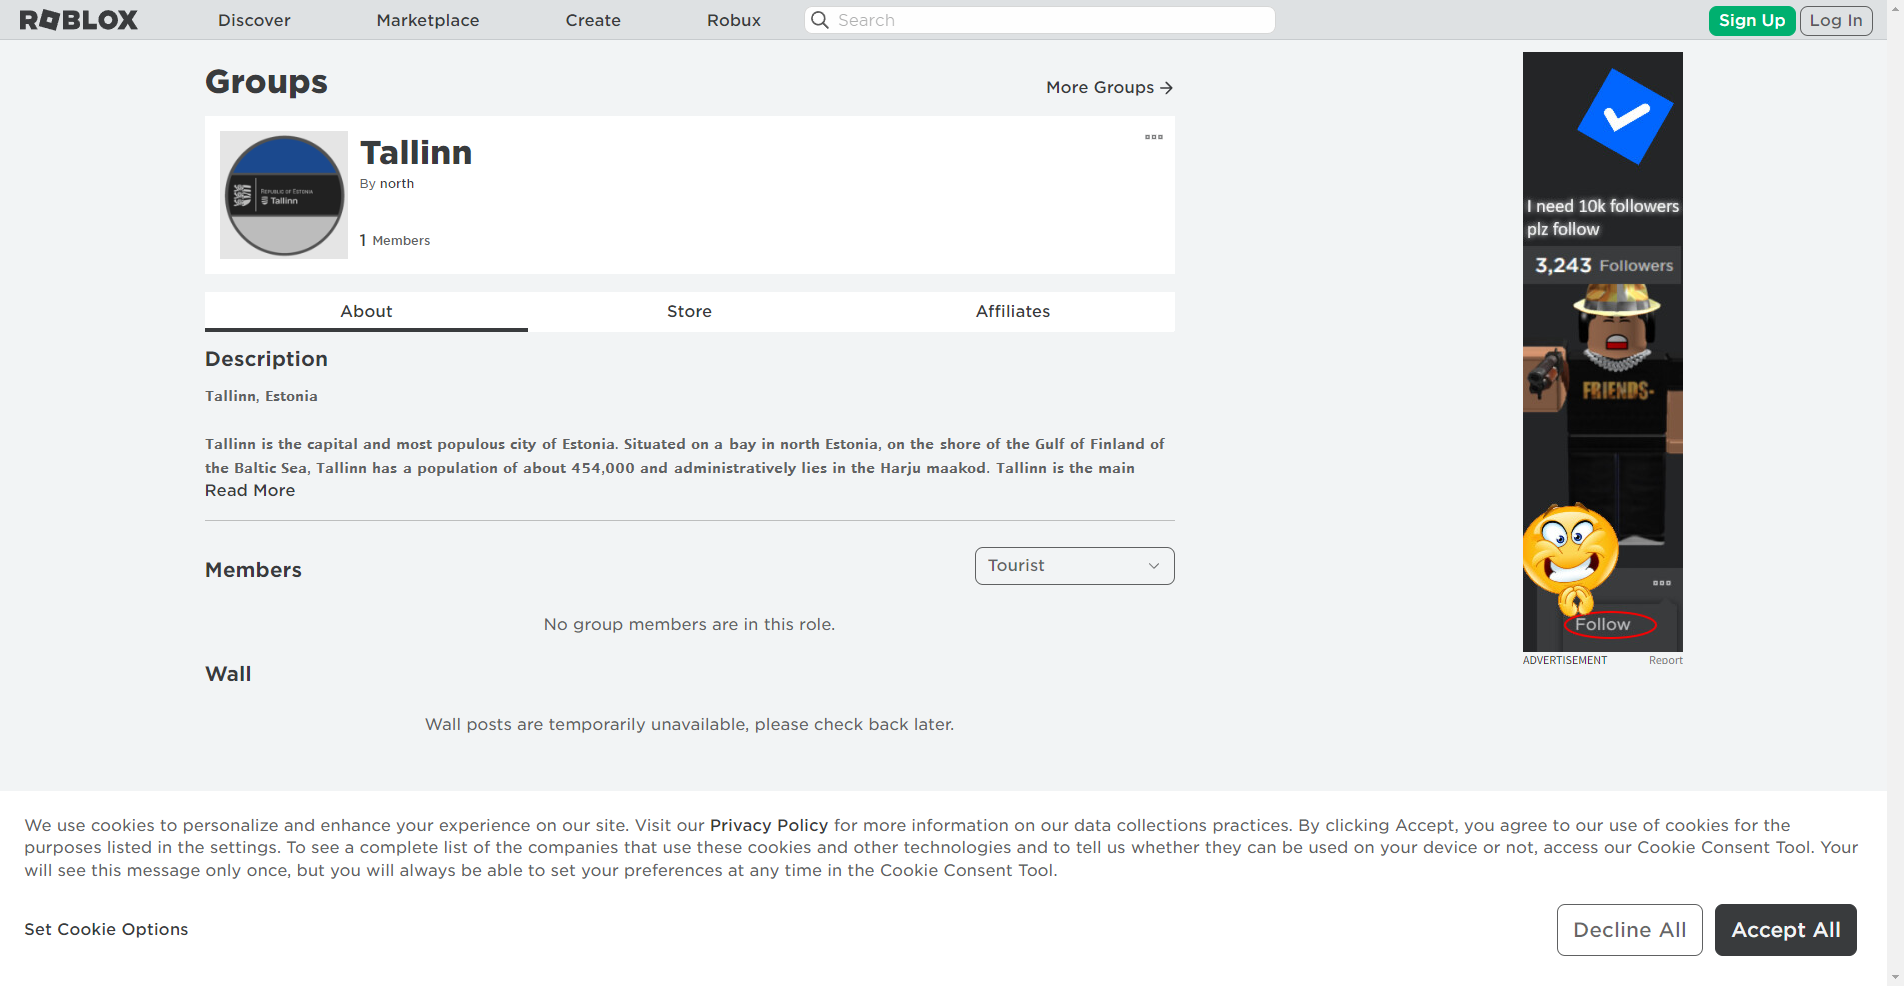 ROBLOX
Discover
Marketplace
Create
Robux
Search
Sign Up
Log In
Groups
More Groups →
REPUBLIC OF ESTONIA
Tallinn
Tallinn
By north
1 Members
About
Store
Affiliates
Description
Tallinn, Estonia
Tallinn is the capital and most populous city of Estonia. Situated on a bay in north Estonia, on the shore of the Gulf of Finland of
the Baltic Sea, Tallinn has a population of about 454,000 and administratively lies in the Harju maakod. Tallinn is the main
Read More
Members
Tourist
No group members are in this role.
Wall
Wall posts are temporarily unavailable, please check back later.
I need 10k followers
plz follow
3,243 Followers
FRIENDS-
Follow
ADVERTISEMENT
Report
We use cookies to personalize and enhance your experience on our site. Visit our Privacy Policy for more information on our data collections practices. By clicking Accept, you agree to our use of cookies for the
purposes listed in the settings. To see a complete list of the companies that use these cookies and other technologies and to tell us whether they can be used on your device or not, access our Cookie Consent Tool. Your
will see this message only once, but you will always be able to set your preferences at any time in the Cookie Consent Tool.
Set Cookie Options
Decline All
Accept All